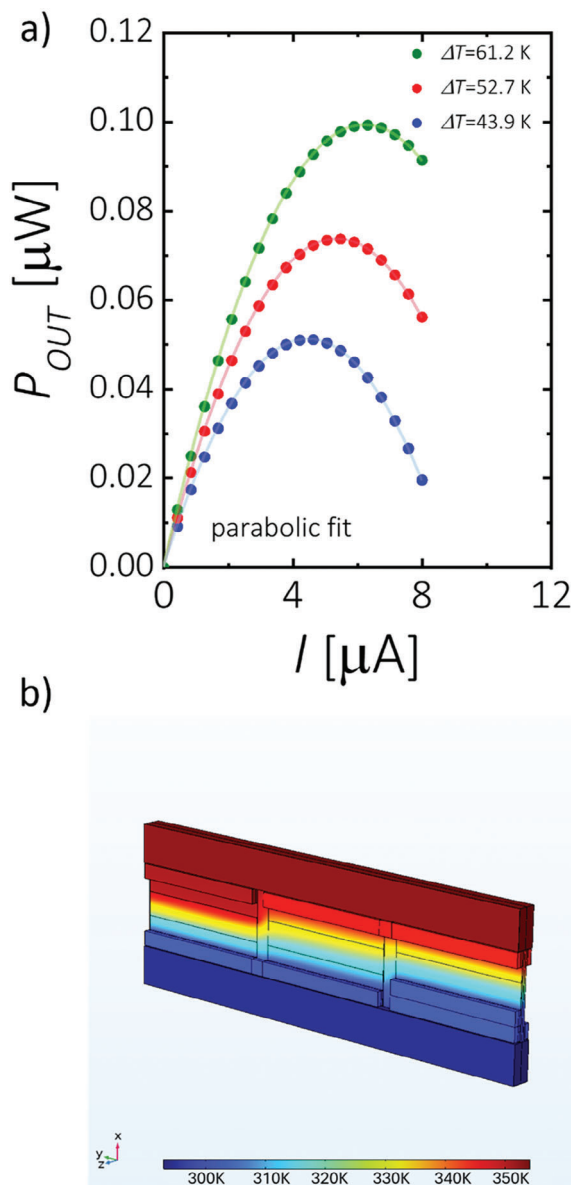 a)
0.12
0.10
0.08
0.06
0.04
0.02
0.00
P_OUT [μW]
ΔT=61.2 K
ΔT=52.7 K
ΔT=43.9 K
parabolic fit
0 4 8 12
I [μA]
b)
x
y
z
300K 310K 320K 330K 340K 350K